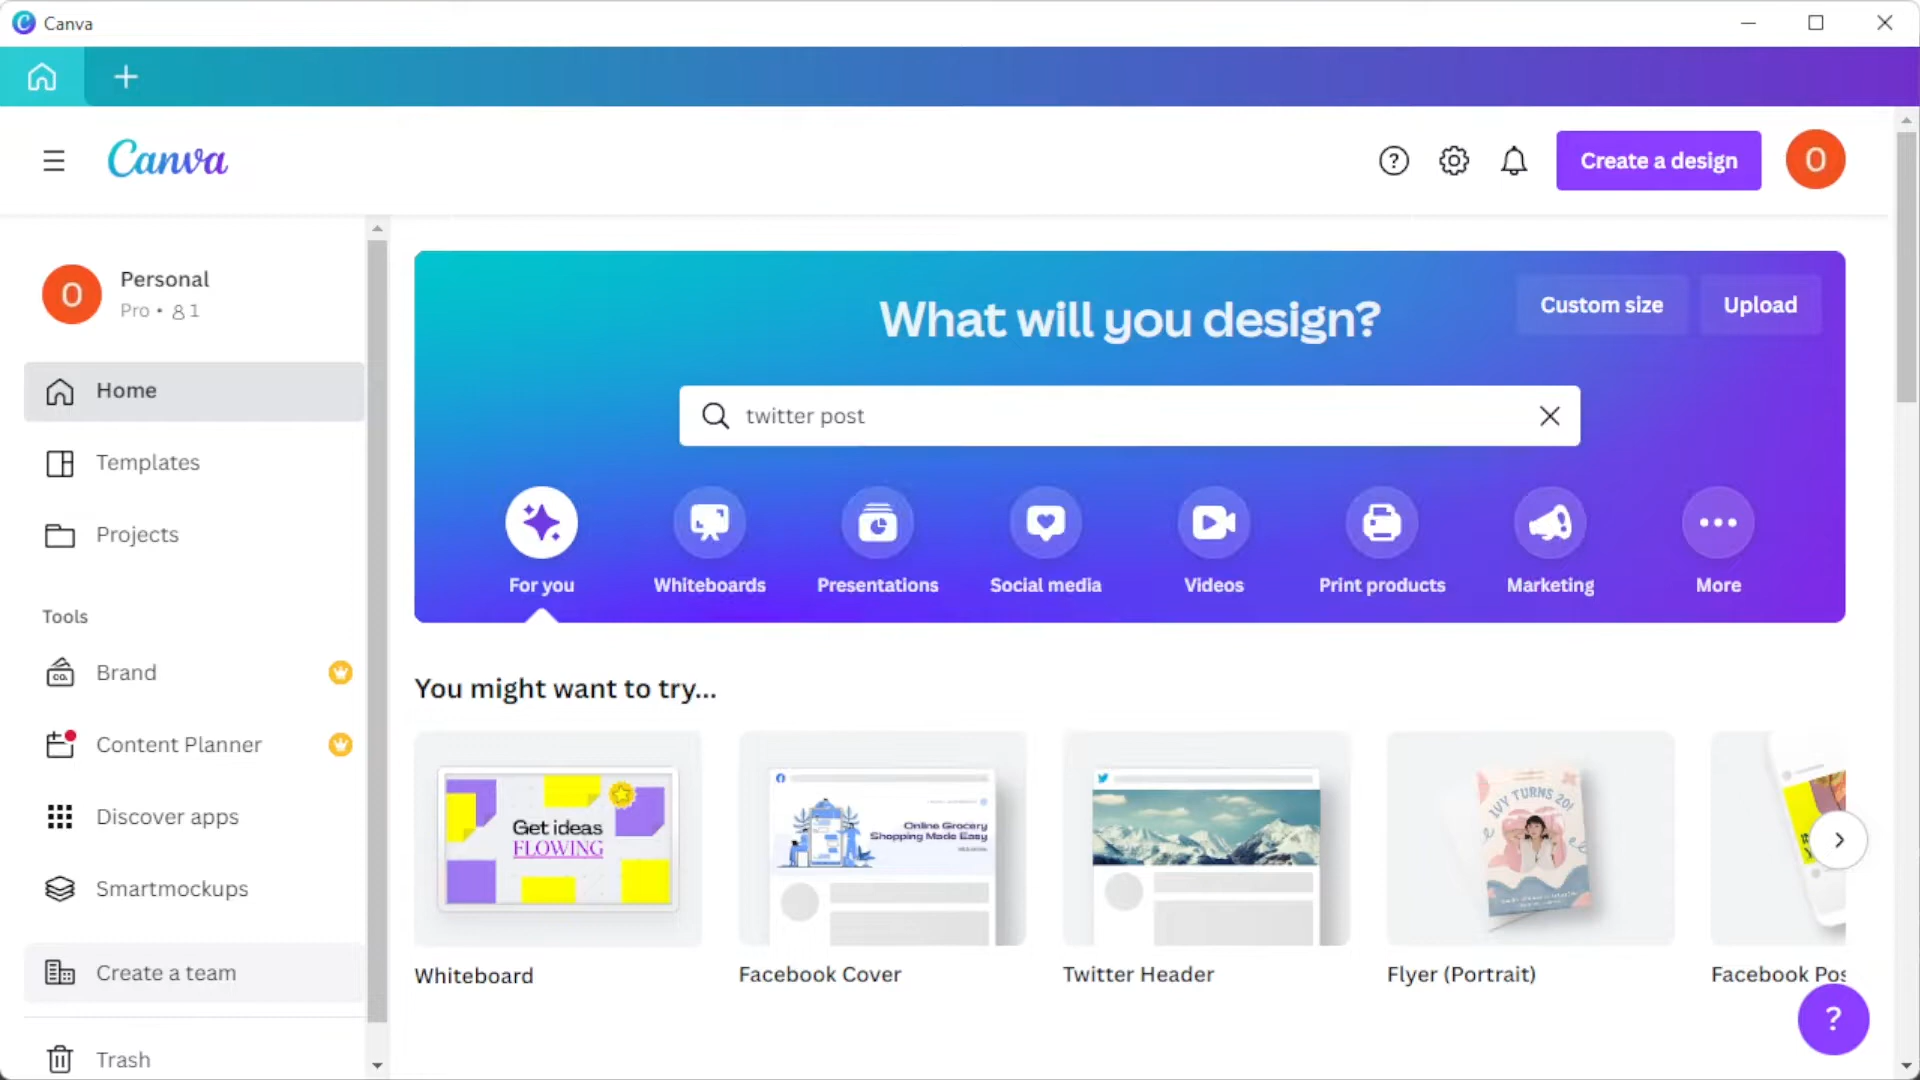 Canva
Canva
Create a design
O
O
Personal
Pro • 1
Home
Templates
Projects
Tools
Brand
Content Planner
Discover apps
Smartmockups
Create a team
Trash
What will you design?
Custom size
Upload
twitter post
For you
Whiteboards
Presentations
Social media
Videos
Print products
Marketing
More
You might want to try...
Get ideas
FLOWING
Online Grocery
Shopping Made Easy
IVY TURNS 20!
Whiteboard
Facebook Cover
Twitter Header
Flyer (Portrait)
Facebook Pos
?